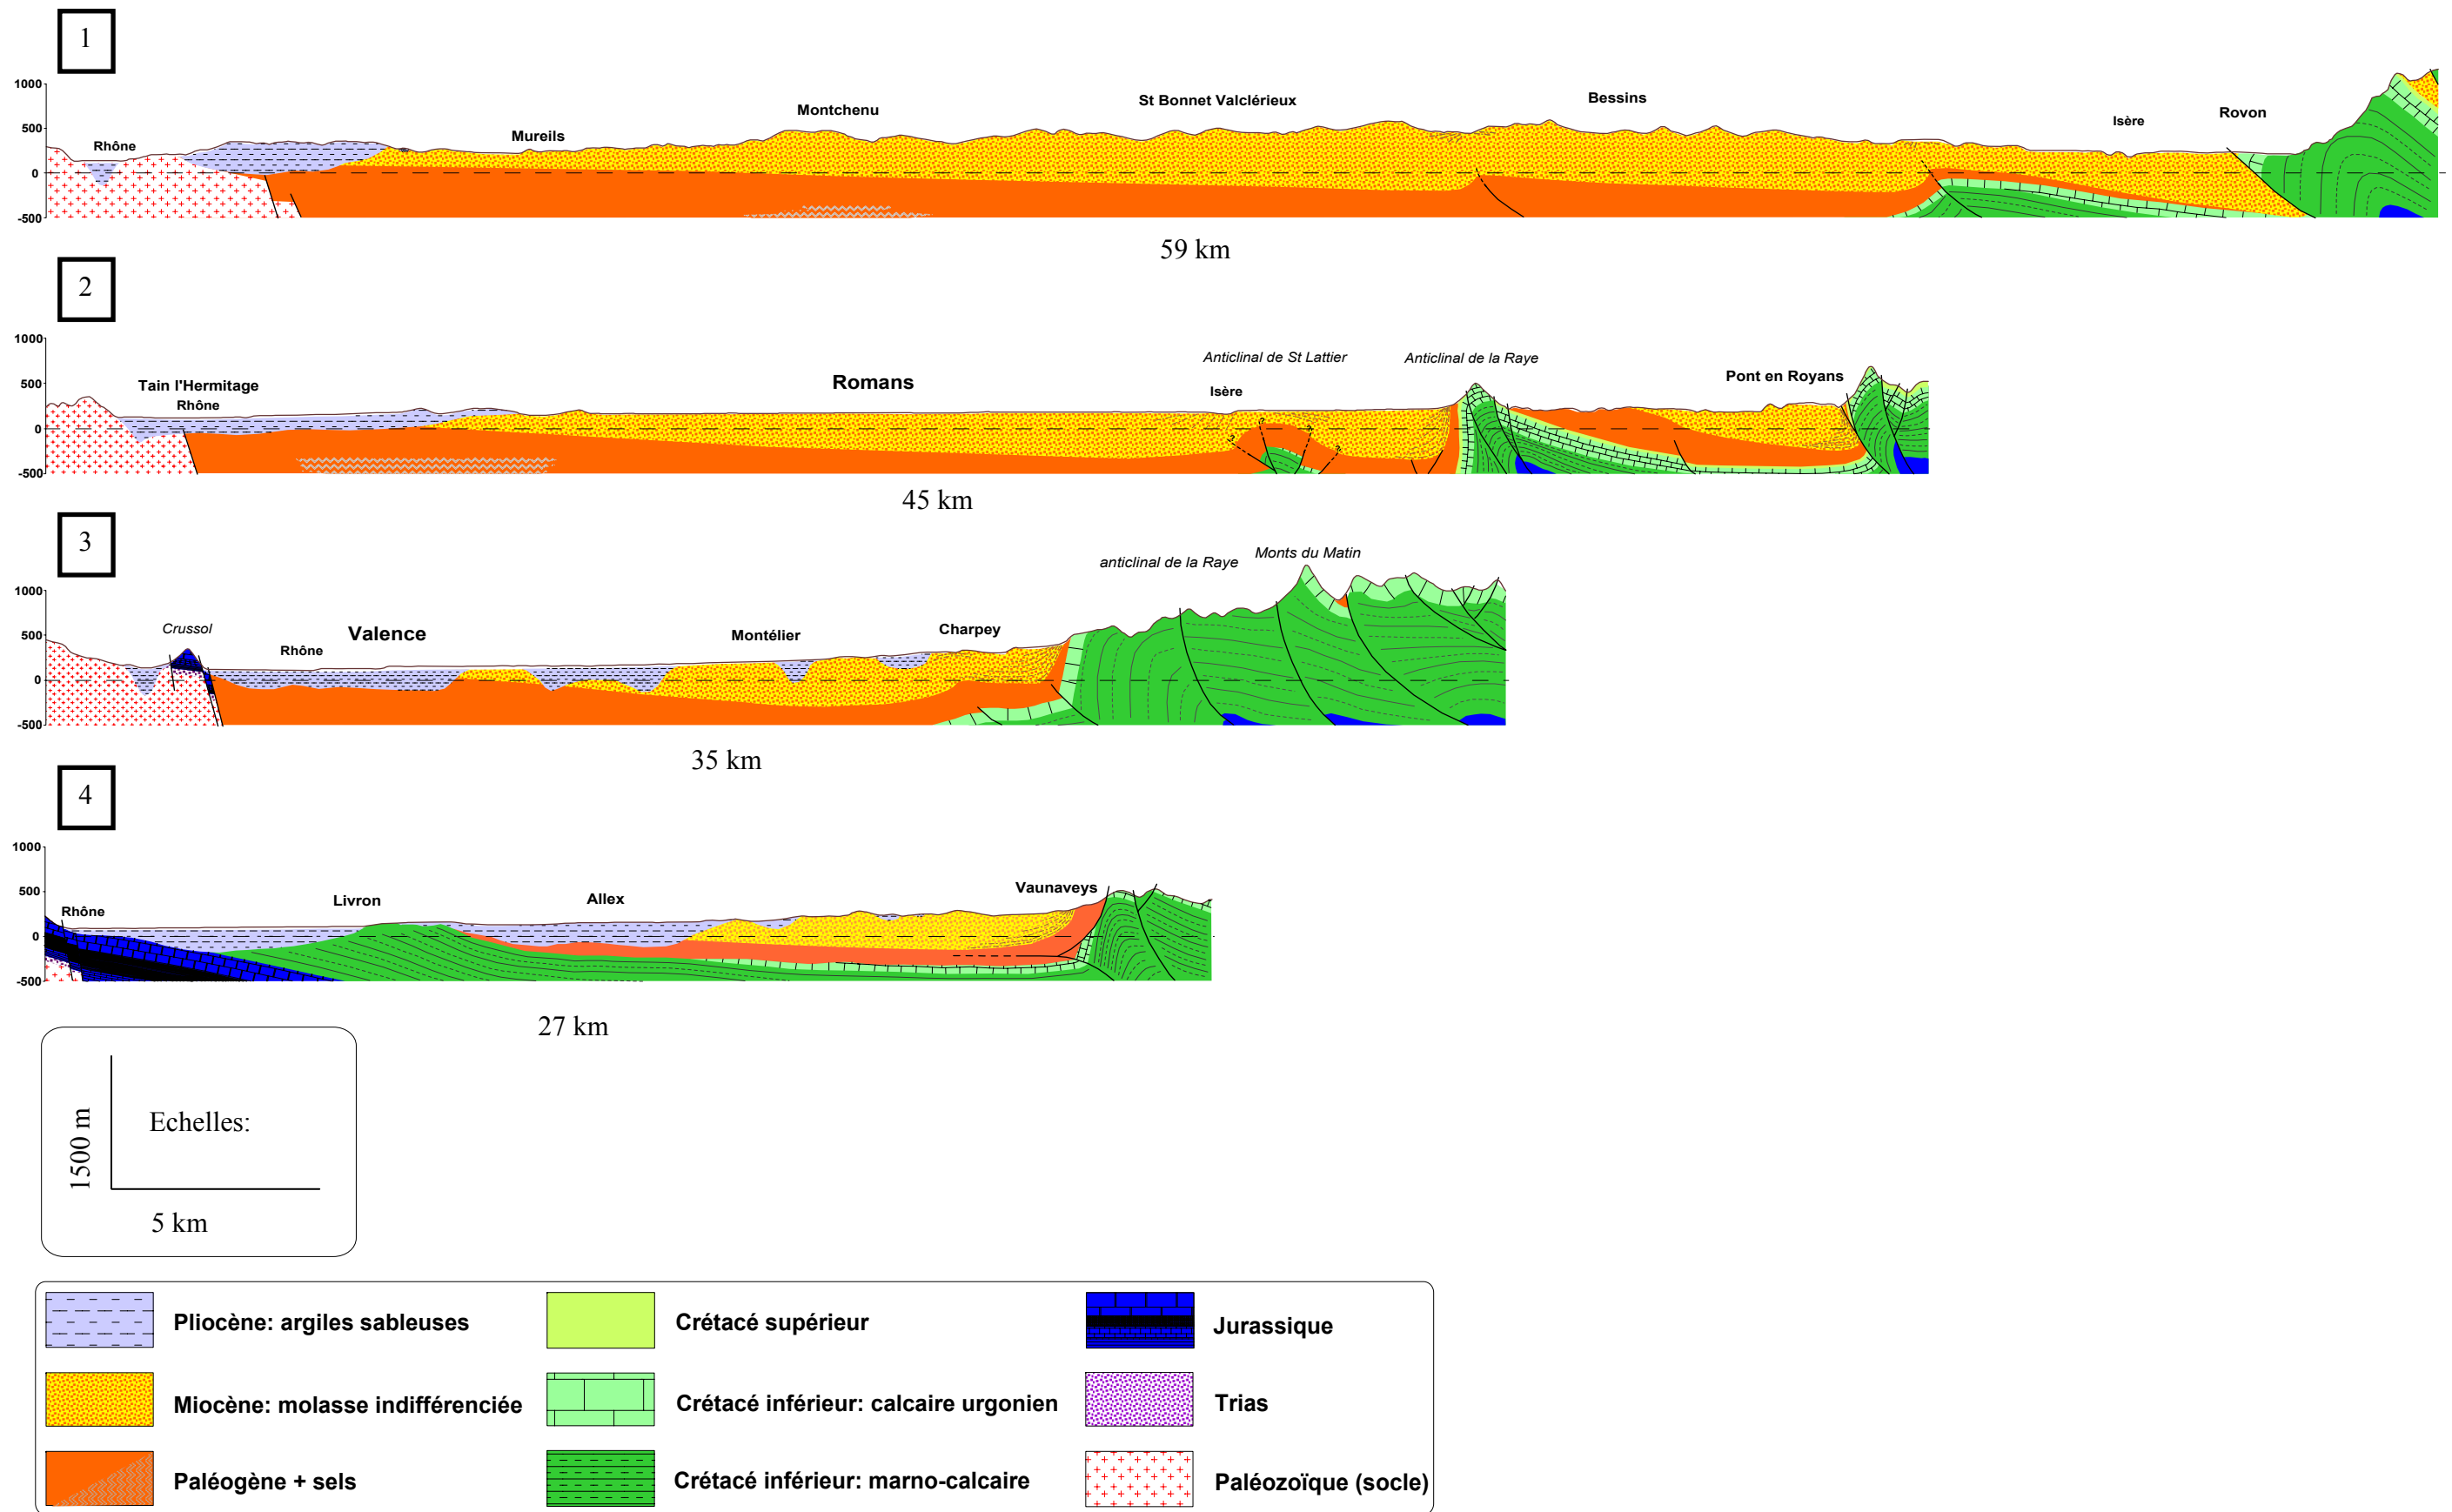 1
1000
500
0
-500
Rhône
Mureils
Montchenu
St Bonnet Valclérieux
Bessins
Isère
Rovon
59 km
2
1000
500
0
-500
Tain l'Hermitage
Rhône
Romans
Anticlinal de St Lattier
Isère
Anticlinal de la Raye
Pont en Royans
?
?
?
?
45 km
3
1000
500
0
-500
Crussol
Rhône
Valence
Montélier
Charpey
anticlinal de la Raye
Monts du Matin
35 km
4
1000
500
0
-500
Rhône
Livron
Allex
Vaunaveys
27 km
Echelles:
1500 m
5 km
Pliocène: argiles sableuses
Miocène: molasse indifférenciée
Paléogène + sels
Crétacé supérieur
Crétacé inférieur: calcaire urgonien
Crétacé inférieur: marno-calcaire
Jurassique
Trias
Paléozoïque (socle)